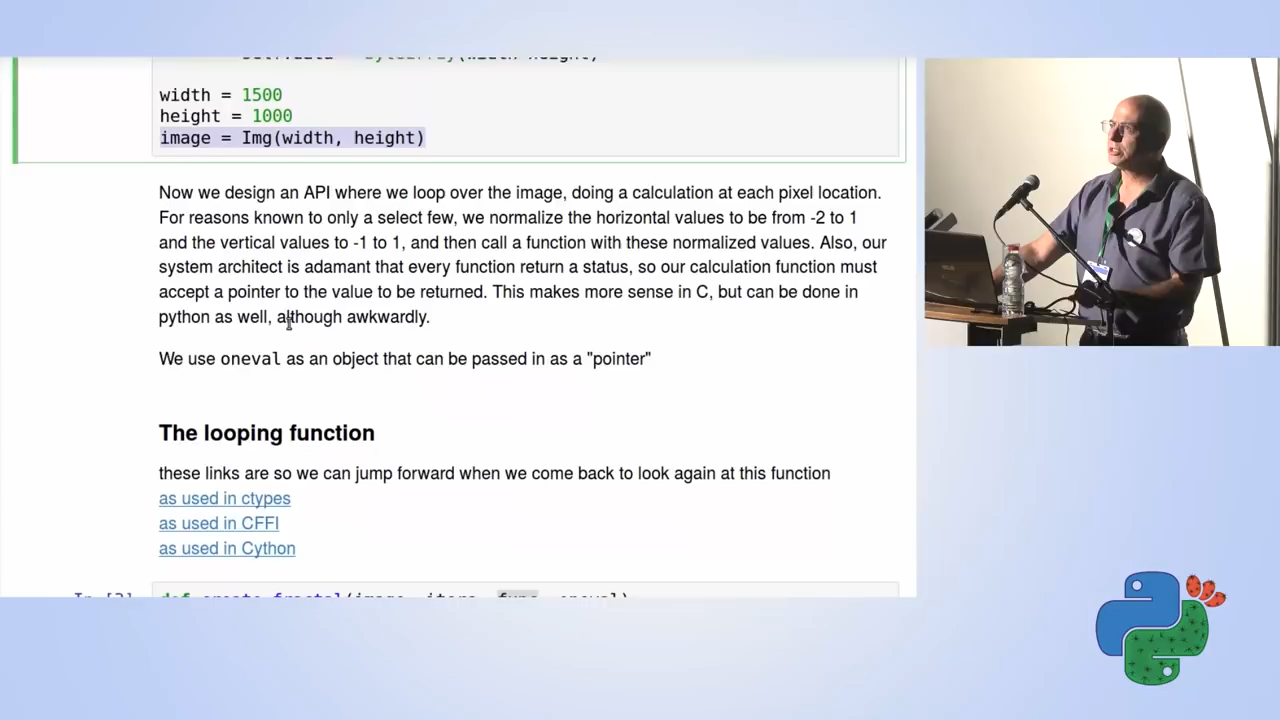 width = 1500
height = 1000
image = Img(width, height)
Now we design an API where we loop over the image, doing a calculation at each pixel location.
For reasons known to only a select few, we normalize the horizontal values to be from -2 to 1
and the vertical values to -1 to 1, and then call a function with these normalized values. Also, our
system architect is adamant that every function return a status, so our calculation function must
accept a pointer to the value to be returned. This makes more sense in C, but can be done in
python as well, although awkwardly.
We use oneval as an object that can be passed in as a "pointer"
The looping function
these links are so we can jump forward when we come back to look again at this function
as used in ctypes
as used in CFFI
as used in Cython